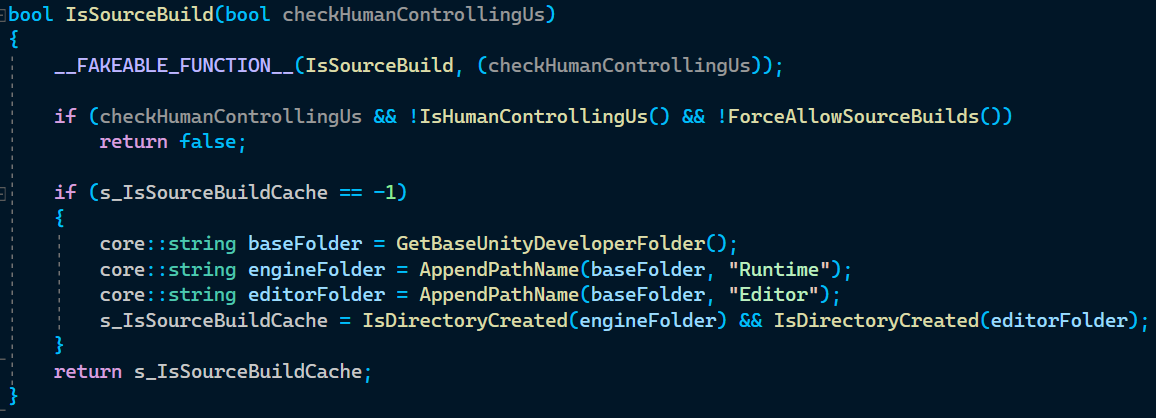 bool IsSourceBuild(bool checkHumanControllingUs)
{
    __FAKEABLE_FUNCTION__(IsSourceBuild, (checkHumanControllingUs));

    if (checkHumanControllingUs && !IsHumanControllingUs() && !ForceAllowSourceBuilds())
        return false;

    if (s_IsSourceBuildCache == -1)
    {
        core::string baseFolder = GetBaseUnityDeveloperFolder();
        core::string engineFolder = AppendPathName(baseFolder, "Runtime");
        core::string editorFolder = AppendPathName(baseFolder, "Editor");
        s_IsSourceBuildCache = IsDirectoryCreated(engineFolder) && IsDirectoryCreated(editorFolder);
    }
    return s_IsSourceBuildCache;
}